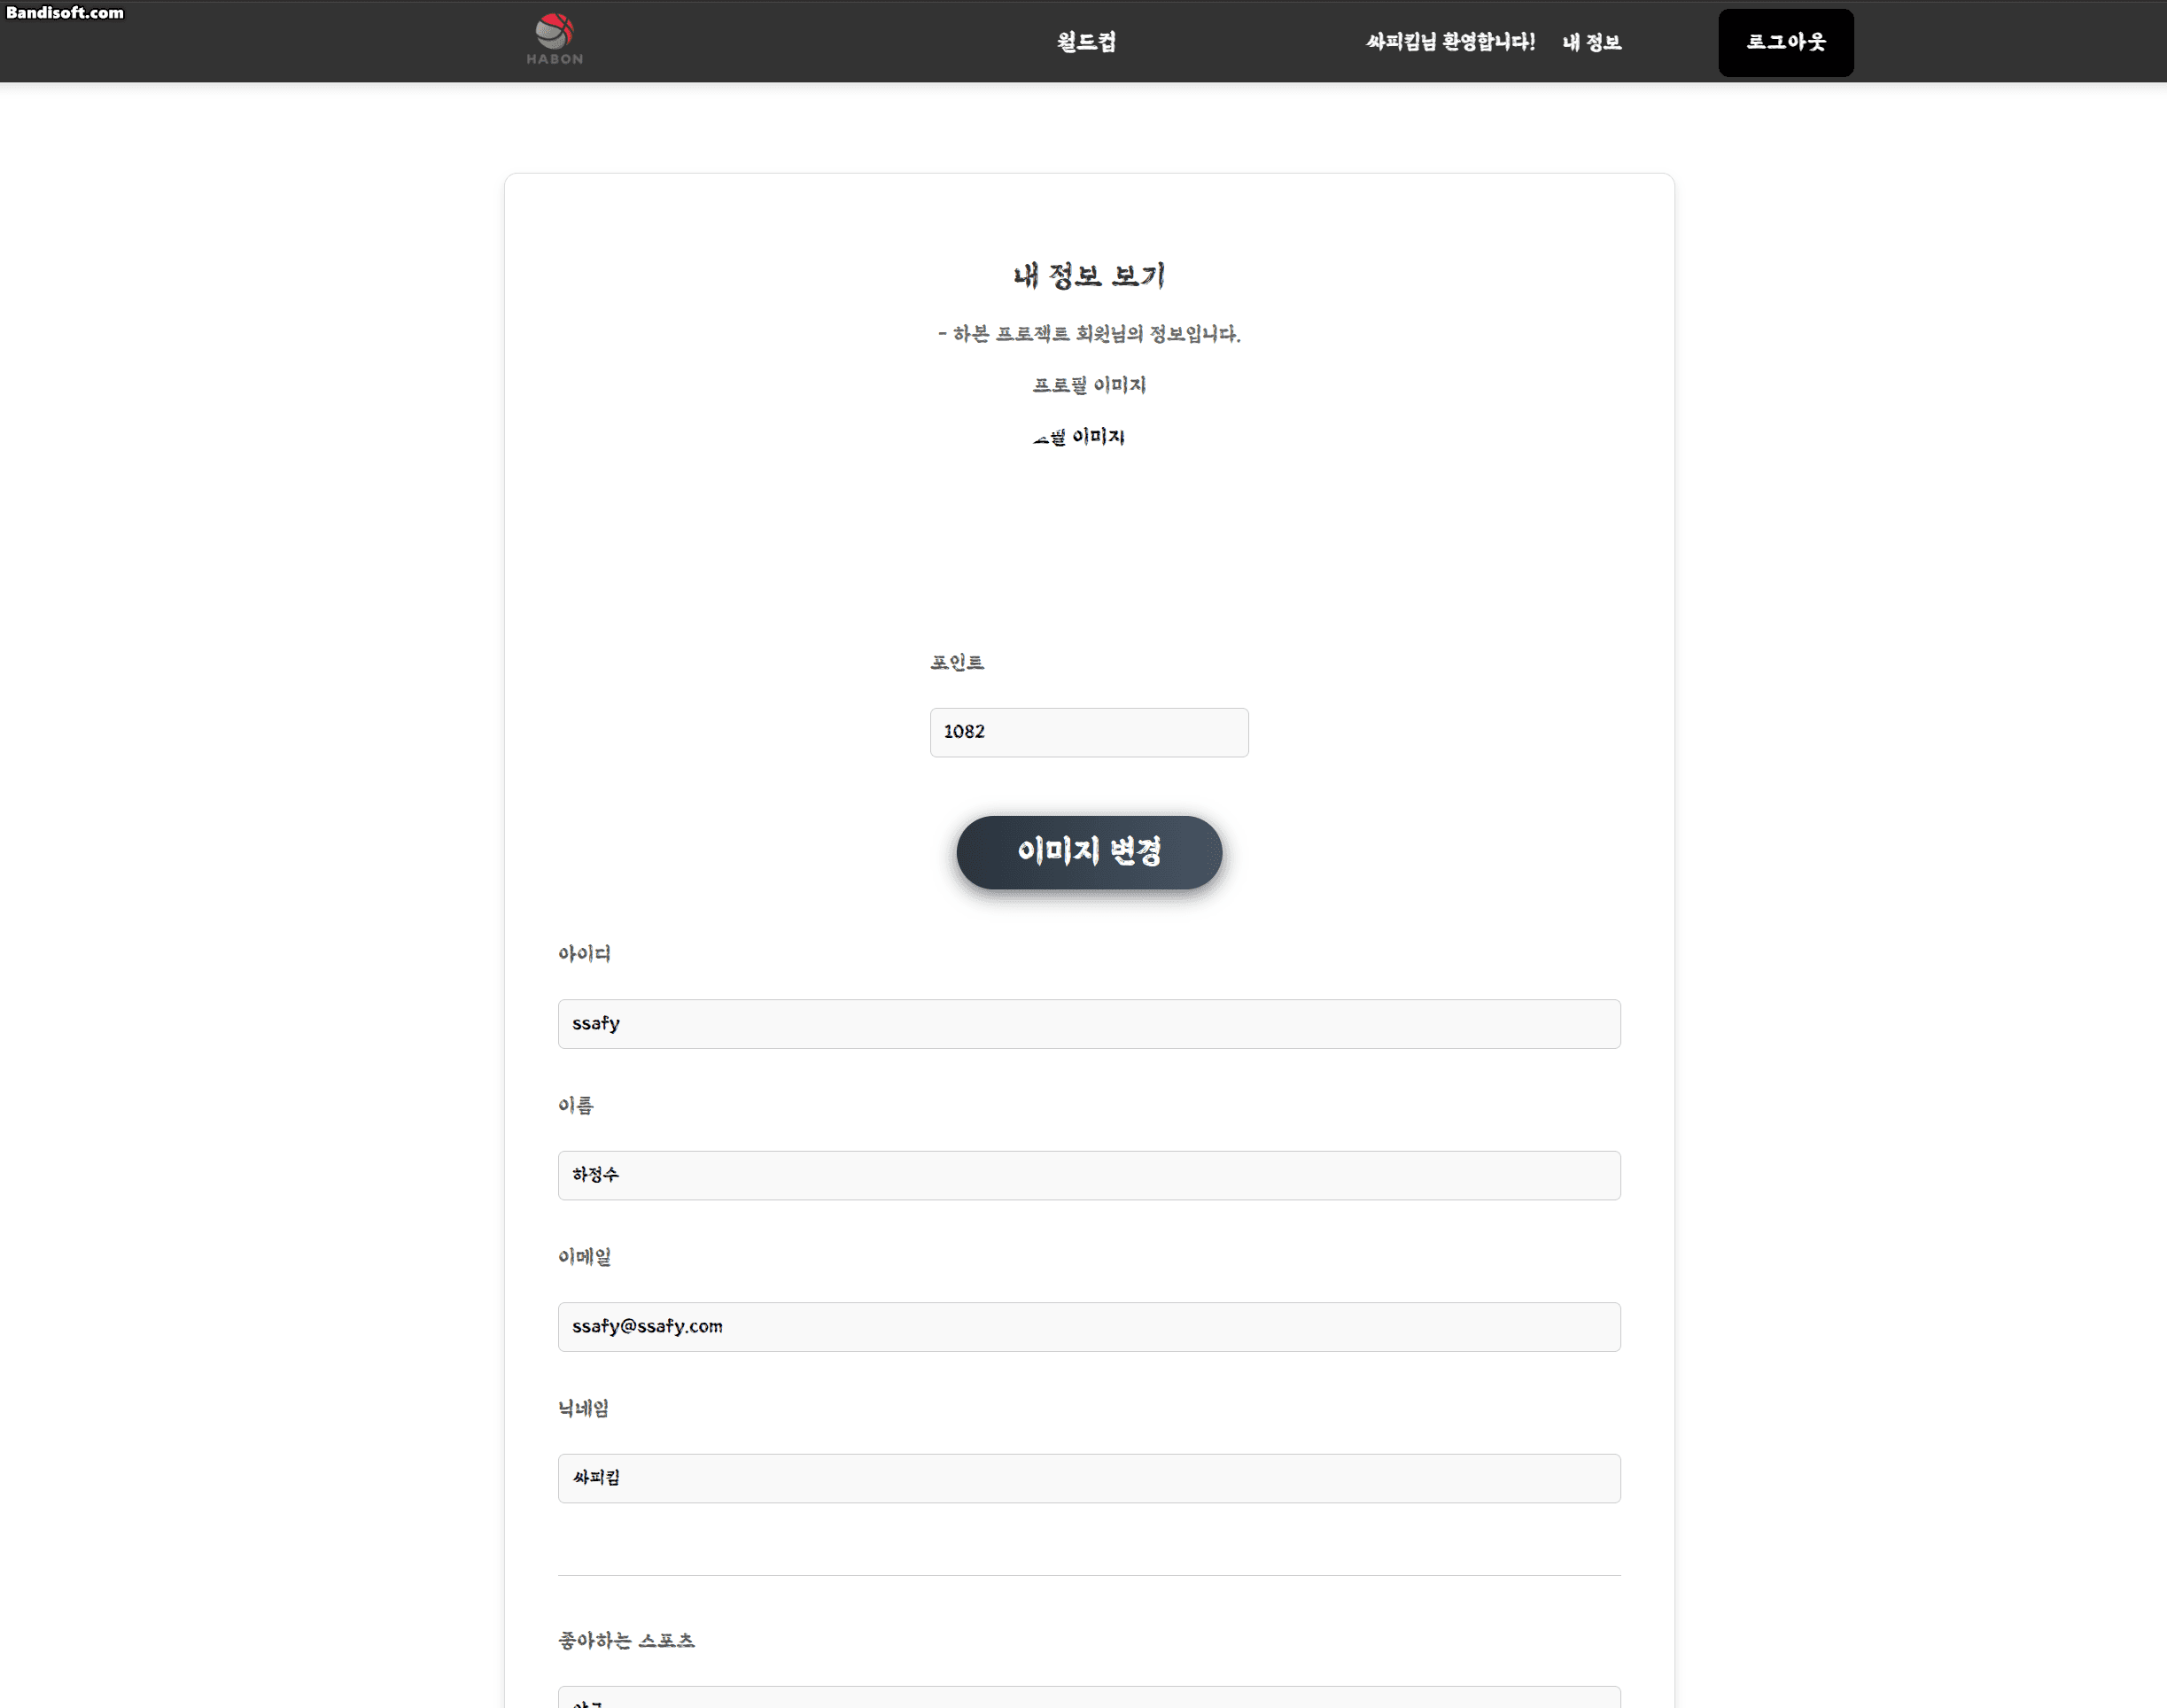 Bandisoft.com
HABON
월드컵
싸피킴님 환영합니다!
내 정보
로그아웃
내 정보 보기
- 하본 프로젝트 회원님의 정보입니다.
프로필 이미지
필 이미지
포인트
1082
이미지 변경
아이디
ssafy
이름
하정수
이메일
ssafy@ssafy.com
닉네임
싸피킴
좋아하는 스포츠